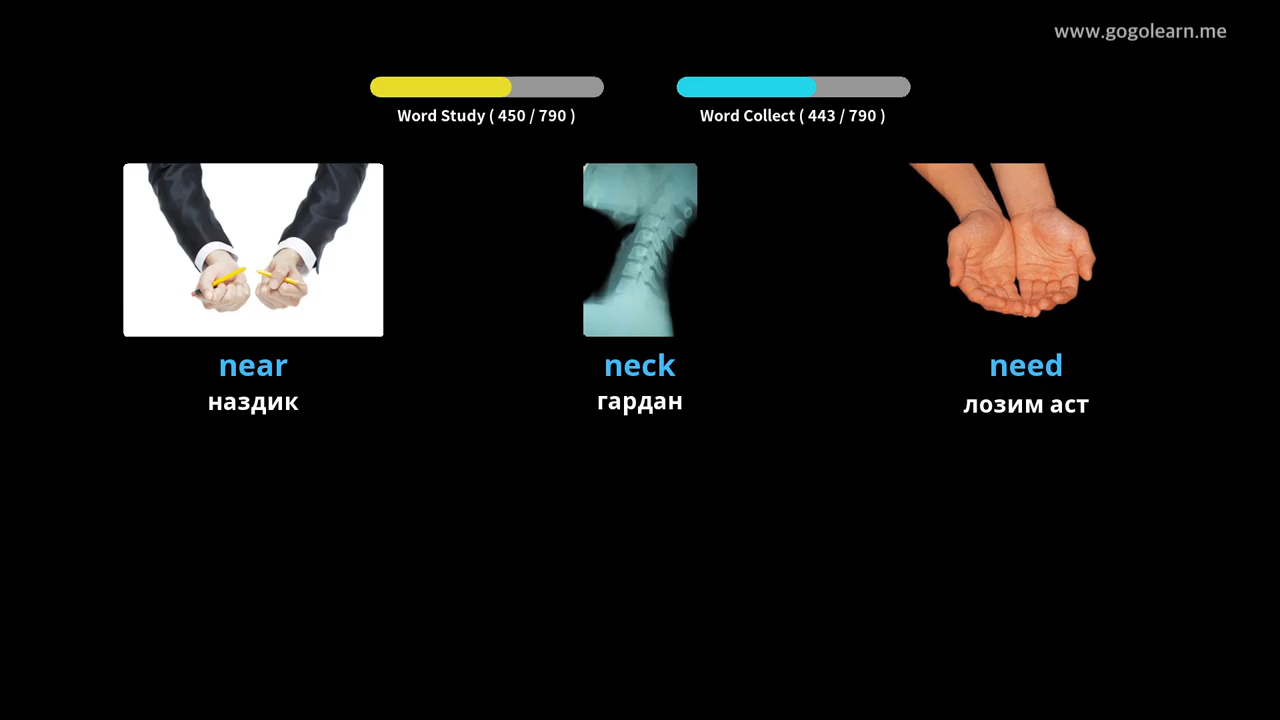 www.gogolearn.me
Word Study ( 450 / 790 )
Word Collect ( 443 / 790 )
near
neck
need
наздик
гардан
лозим аст